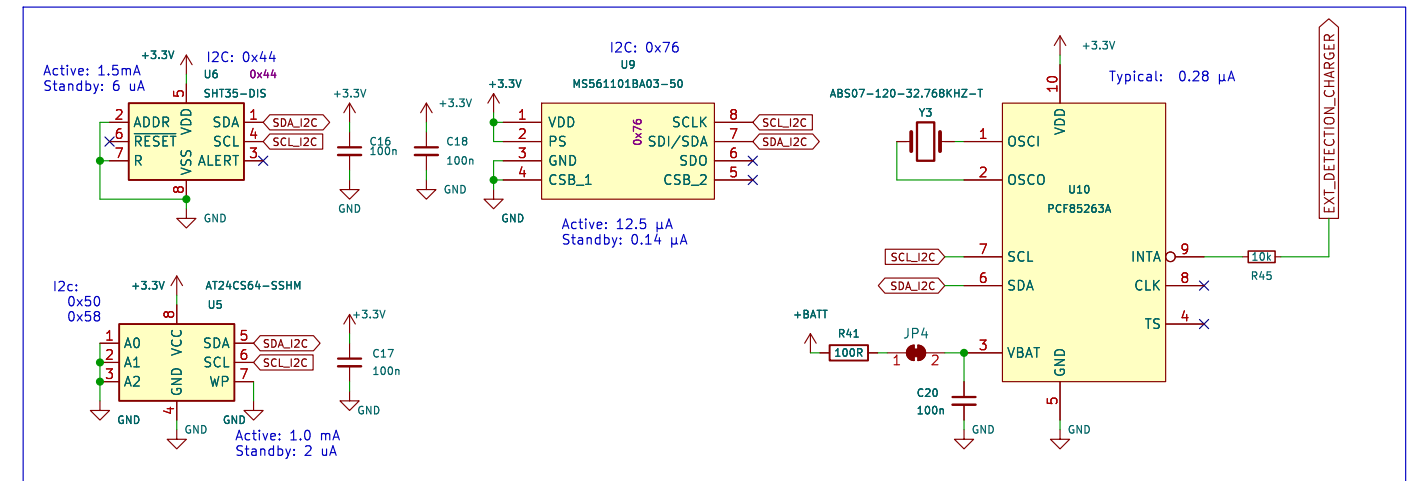 +3.3V
I2C: 0x44
Active: 1.5mA
Standby: 6 uA
U6
0x44
SHT35-DIS
5
VDD
2
ADDR
SDA
1
SDA_I2C
6
RESET
SCL
4
SCL_I2C
7
R
VSS
ALERT
3
8
GND
+3.3V
C16
100n
GND
+3.3V
C18
100n
GND
I2C: 0x76
U9
MS561101BA03-50
+3.3V
0x76
1
VDD
SCLK
8
SCL_I2C
2
PS
SDI/SDA
7
SDA_I2C
3
GND
SDO
6
4
CSB_1
CSB_2
5
GND
Active: 12.5 µA
Standby: 0.14 µA
+3.3V
Typical: 0.28 µA
10
VDD
ABS07-120-32.768KHZ-T
Y3
1
OSCI
2
OSCO
U10
PCF85263A
SCL_I2C
7
SCL
SDA_I2C
6
SDA
INTA
9
10k
R45
CLK
8
TS
4
EXT_DETECTION_CHARGER
+BATT
R41
100R
JP4
1
2
3
VBAT
GND
5
C20
100n
GND
GND
I2c:
0x50
0x58
+3.3V
AT24CS64-SSHM
U5
8
VCC
1
A0
SDA
5
SDA_I2C
2
A1
SCL
6
SCL_I2C
3
A2
GND
WP
7
4
GND
GND
GND
Active: 1.0 mA
Standby: 2 uA
+3.3V
C17
100n
GND